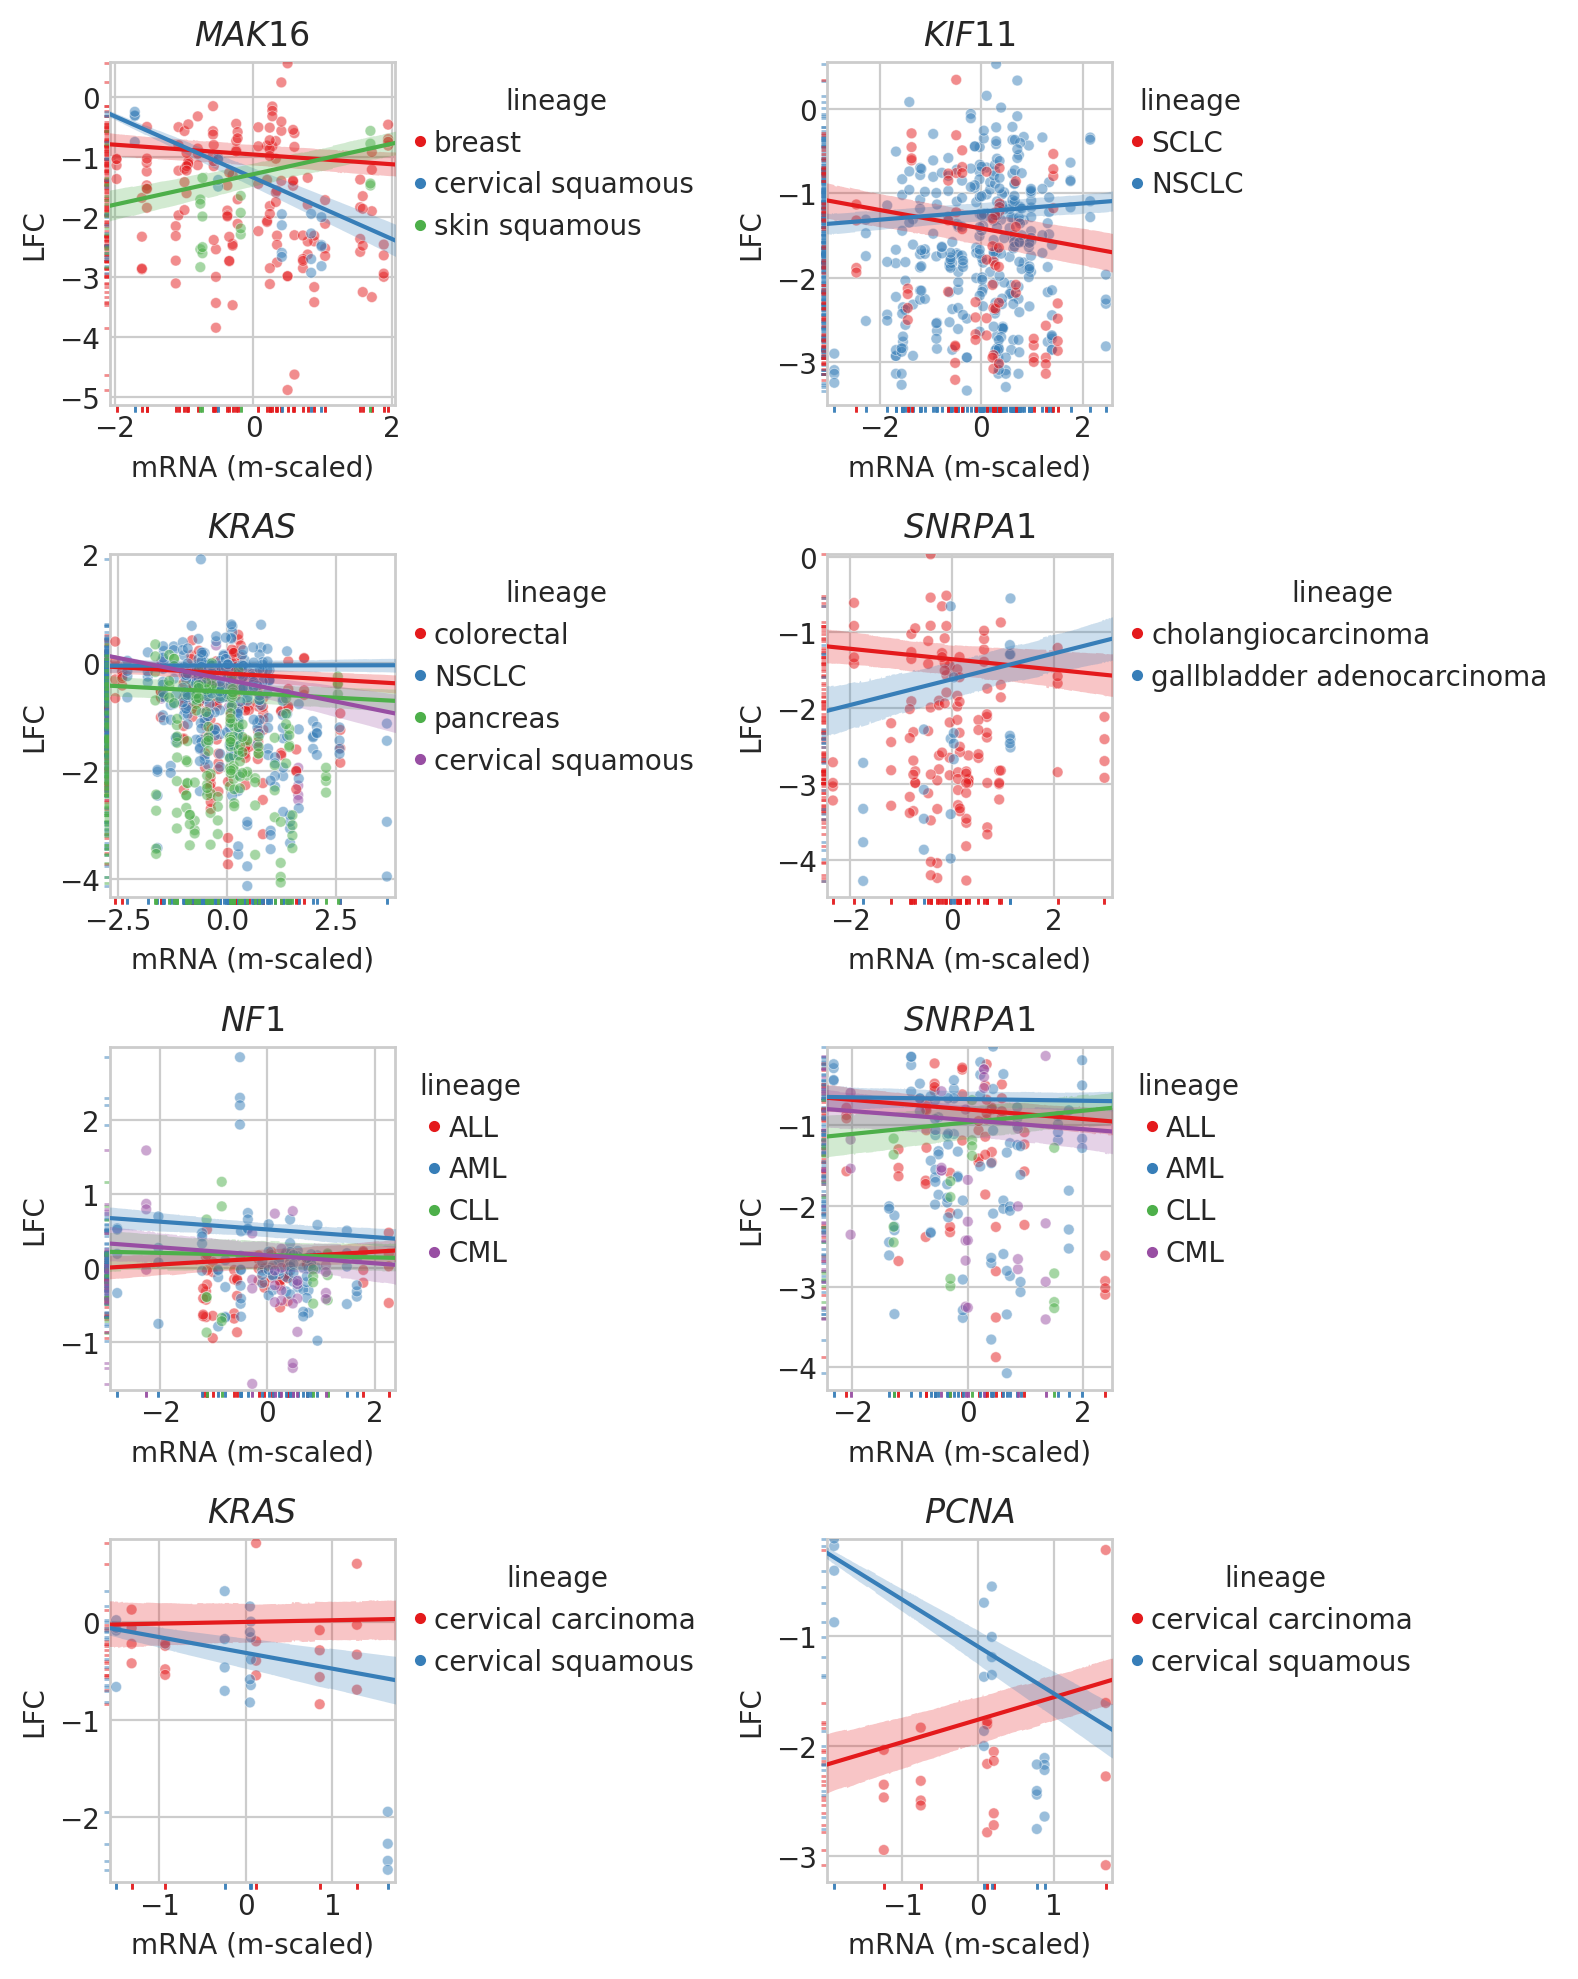 MAK16
LFC
0
−1
−2
−3
−4
−5
−2 0 2
mRNA (m-scaled)
lineage
breast
cervical squamous
skin squamous
KIF11
LFC
0
−1
−2
−3
−2 0 2
mRNA (m-scaled)
lineage
SCLC
NSCLC
KRAS
LFC
2
0
−2
−4
−2.5 0.0 2.5
mRNA (m-scaled)
lineage
colorectal
NSCLC
pancreas
cervical squamous
SNRPA1
LFC
0
−1
−2
−3
−4
−2 0 2
mRNA (m-scaled)
lineage
cholangiocarcinoma
gallbladder adenocarcinoma
NF1
LFC
2
1
0
−1
−2 0 2
mRNA (m-scaled)
lineage
ALL
AML
CLL
CML
SNRPA1
LFC
−1
−2
−3
−4
−2 0 2
mRNA (m-scaled)
lineage
ALL
AML
CLL
CML
KRAS
LFC
0
−1
−2
−1 0 1
mRNA (m-scaled)
lineage
cervical carcinoma
cervical squamous
PCNA
LFC
−1
−2
−3
−1 0 1
mRNA (m-scaled)
lineage
cervical carcinoma
cervical squamous